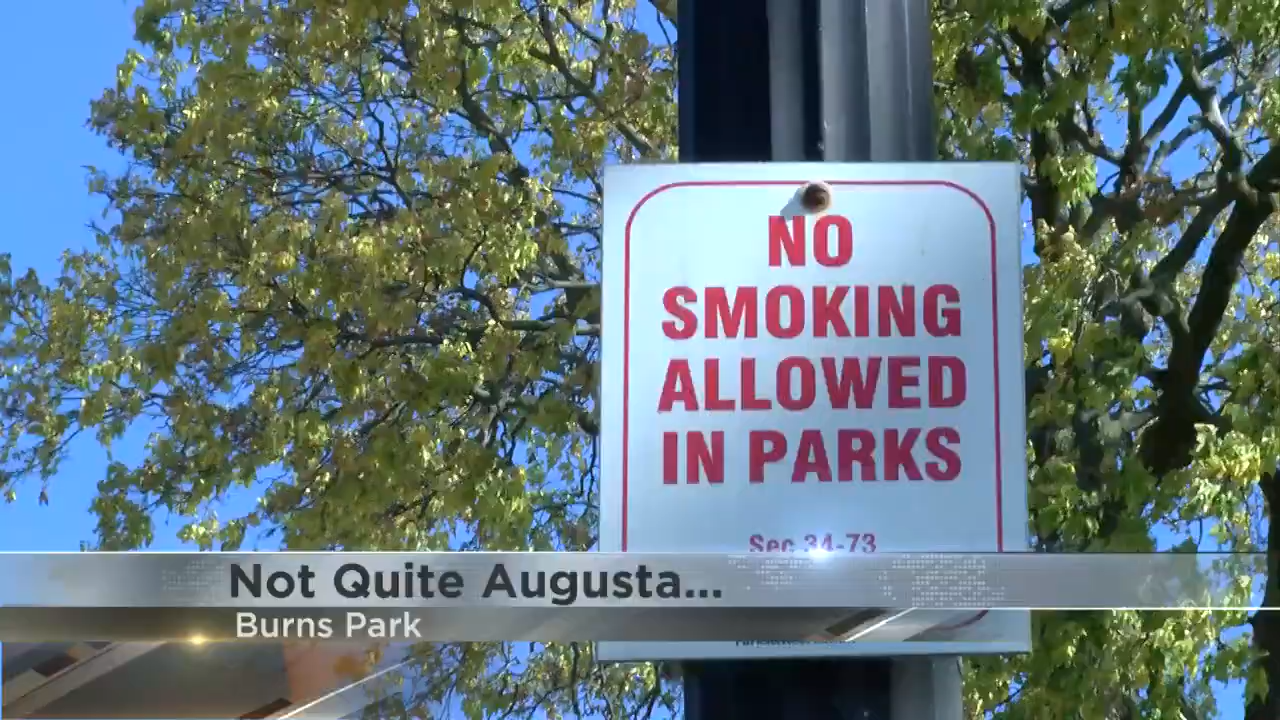 NO
SMOKING
ALLOWED
IN PARKS
Sec 34-73
Not Quite Augusta...
Burns Park